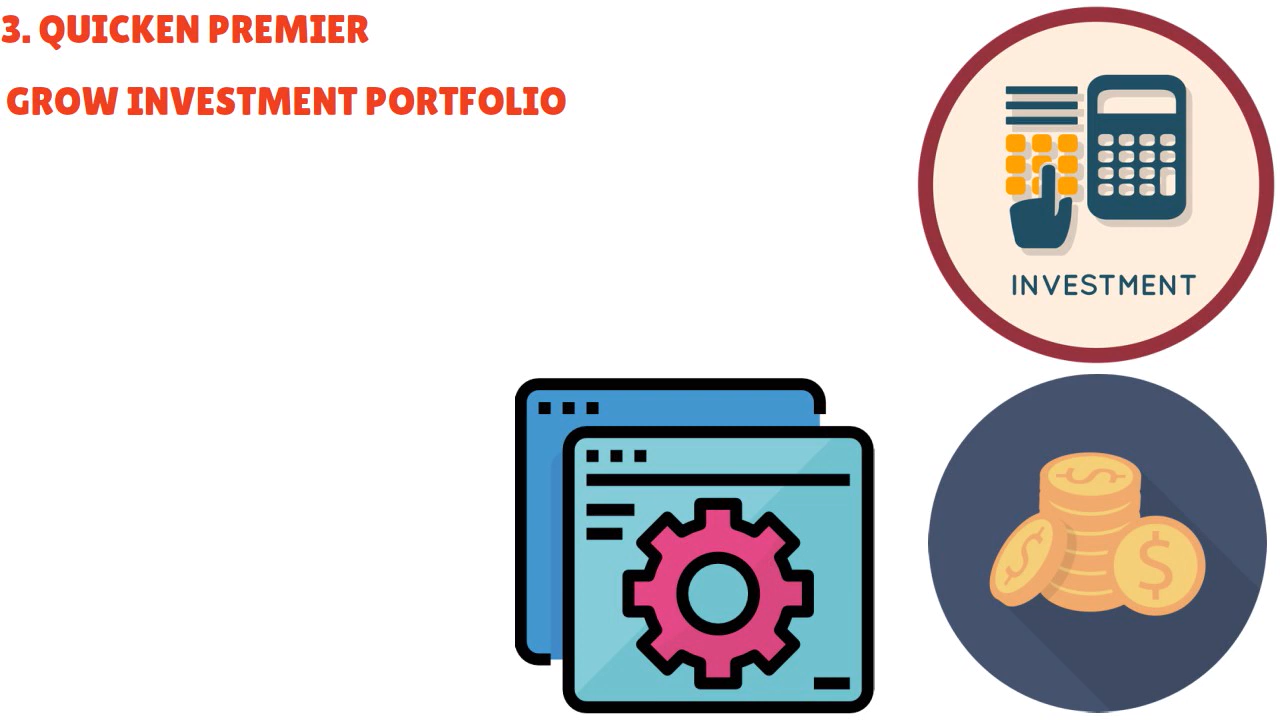 3. QUICKEN PREMIER
GROW INVESTMENT PORTFOLIO
INVESTMENT
$
$
$